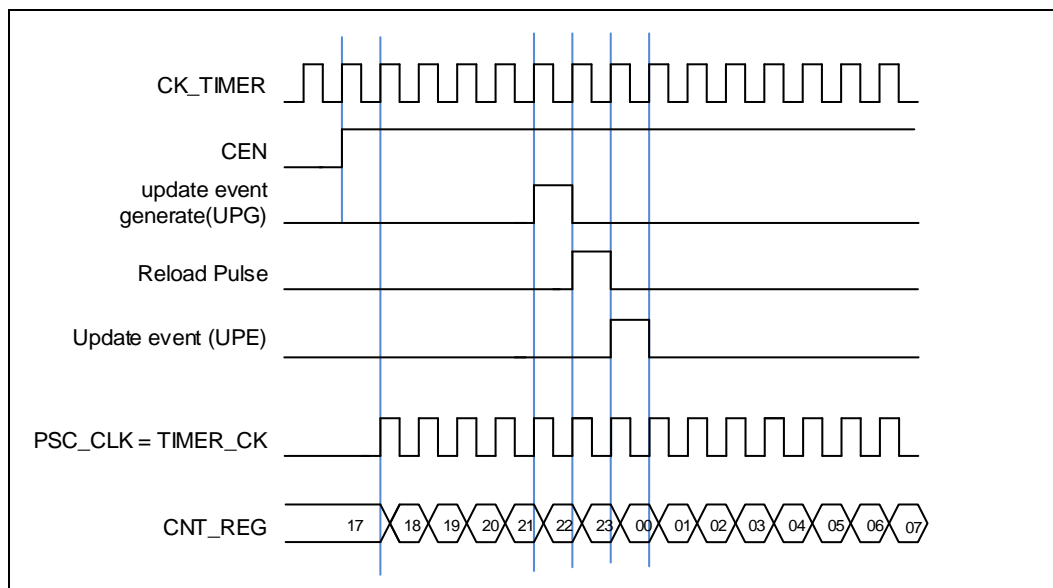 CK_TIMER
CEN
update event
generate(UPG)
Reload Pulse
Update event (UPE)
PSC_CLK = TIMER_CK
CNT_REG 17 18 19 20 21 22 23 00 01 02 03 04 05 06 07